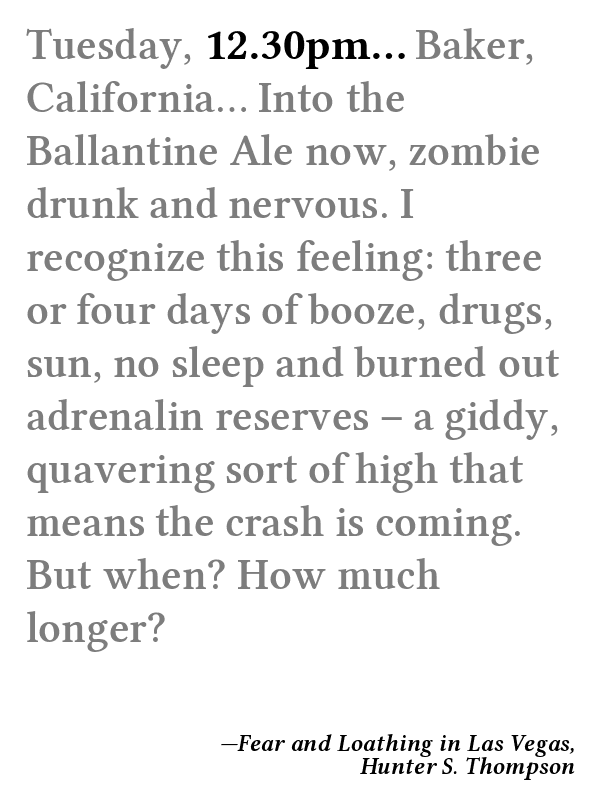 Tuesday, 12.30pm... Baker,
California... Into the
Ballantine Ale now, zombie
drunk and nervous. I
recognize this feeling: three
or four days of booze, drugs,
sun, no sleep and burned out
adrenalin reserves – a giddy,
quavering sort of high that
means the crash is coming.
But when? How much
longer?
—Fear and Loathing in Las Vegas,
Hunter S. Thompson